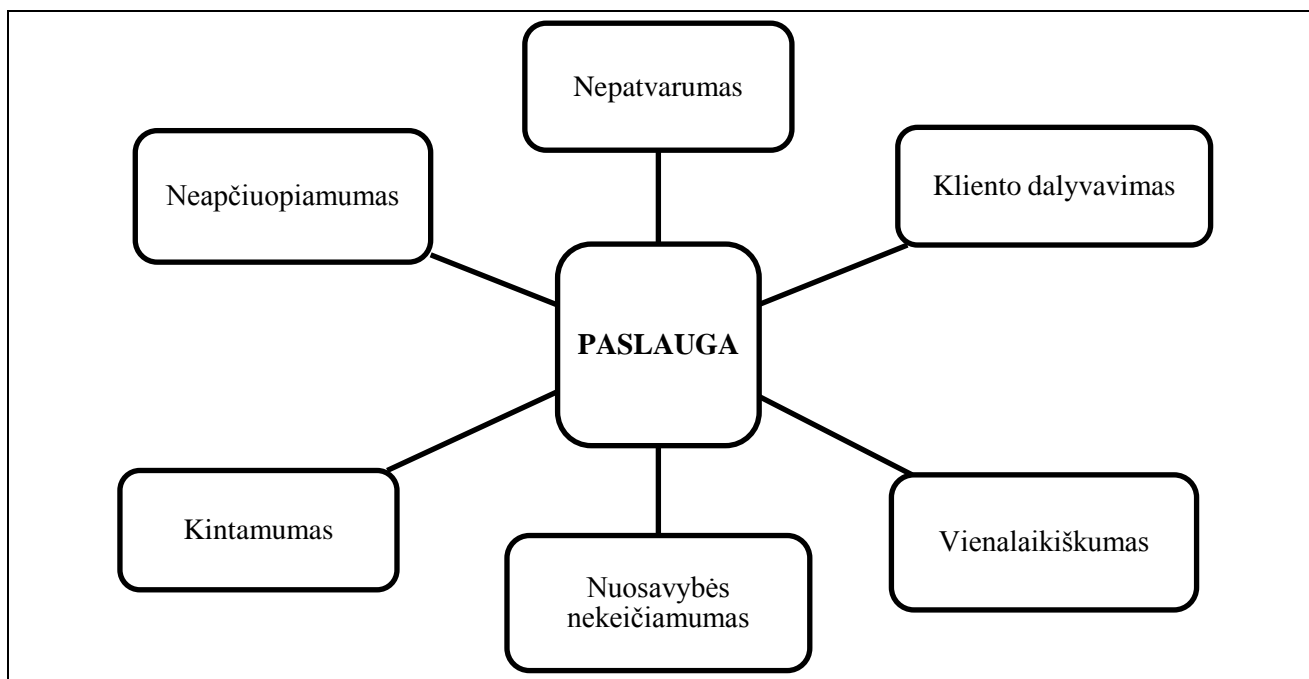 Nepatvarumas
Neapčiuopiamumas
Kliento dalyvavimas
PASLAUGA
Kintamumas
Vienalaikiškumas
Nuosavybės
nekeičiamumas